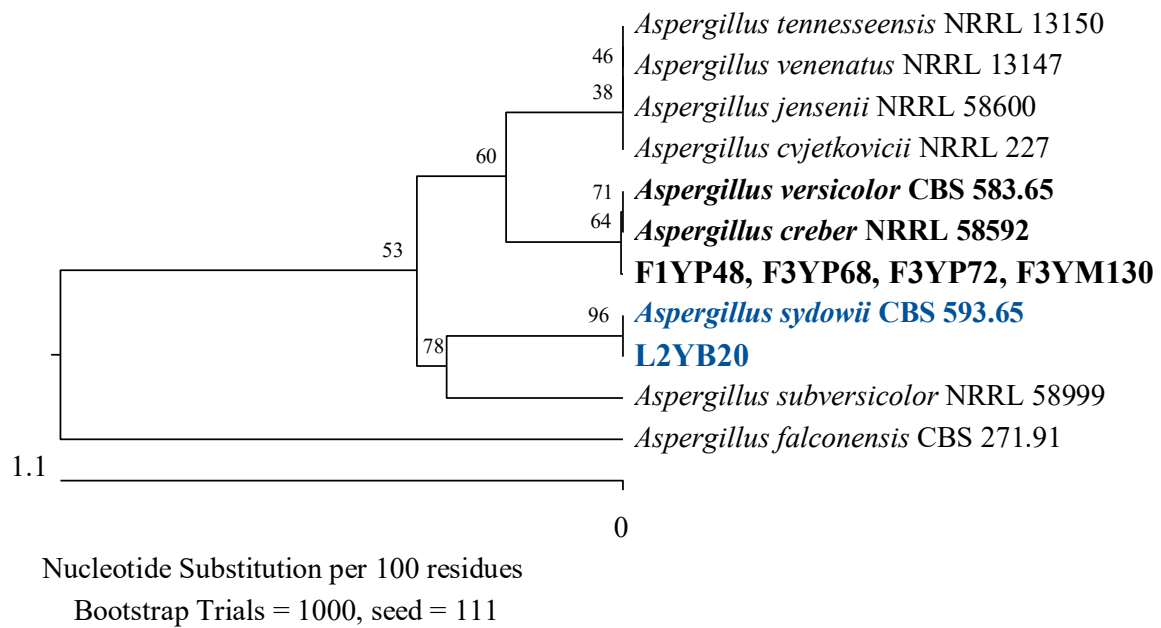 Aspergillus tennesseensis NRRL 13150
46
Aspergillus venenatus NRRL 13147
38
Aspergillus jensenii NRRL 58600
Aspergillus cvjetkovicii NRRL 227
60
71
Aspergillus versicolor CBS 583.65
64
Aspergillus creber NRRL 58592
53
F1YP48, F3YP68, F3YP72, F3YM130
96
Aspergillus sydowii CBS 593.65
78
L2YB20
Aspergillus subversicolor NRRL 58999
Aspergillus falconensis CBS 271.91
1.1
0
Nucleotide Substitution per 100 residues
Bootstrap Trials = 1000, seed = 111